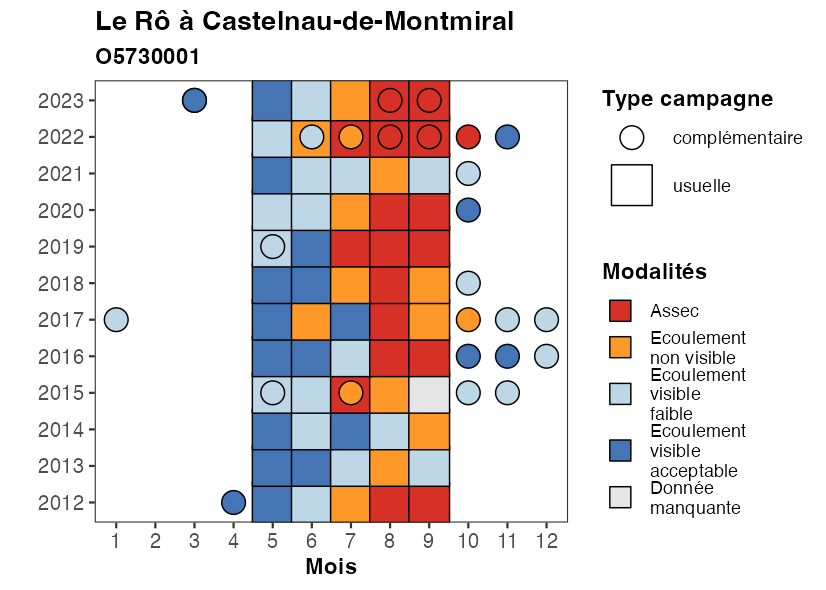 Le Rô à Castelnau-de-Montmiral
O5730001
2023
2022
2021
2020
2019
2018
2017
2016
2015
2014
2013
2012
1 2 3 4 5 6 7 8 9 10 11 12
Mois
Type campagne
complémentaire
usuelle
Modalités
Assec
Ecoulement
non visible
Ecoulement
visible
faible
Ecoulement
visible
acceptable
Donnée
manquante